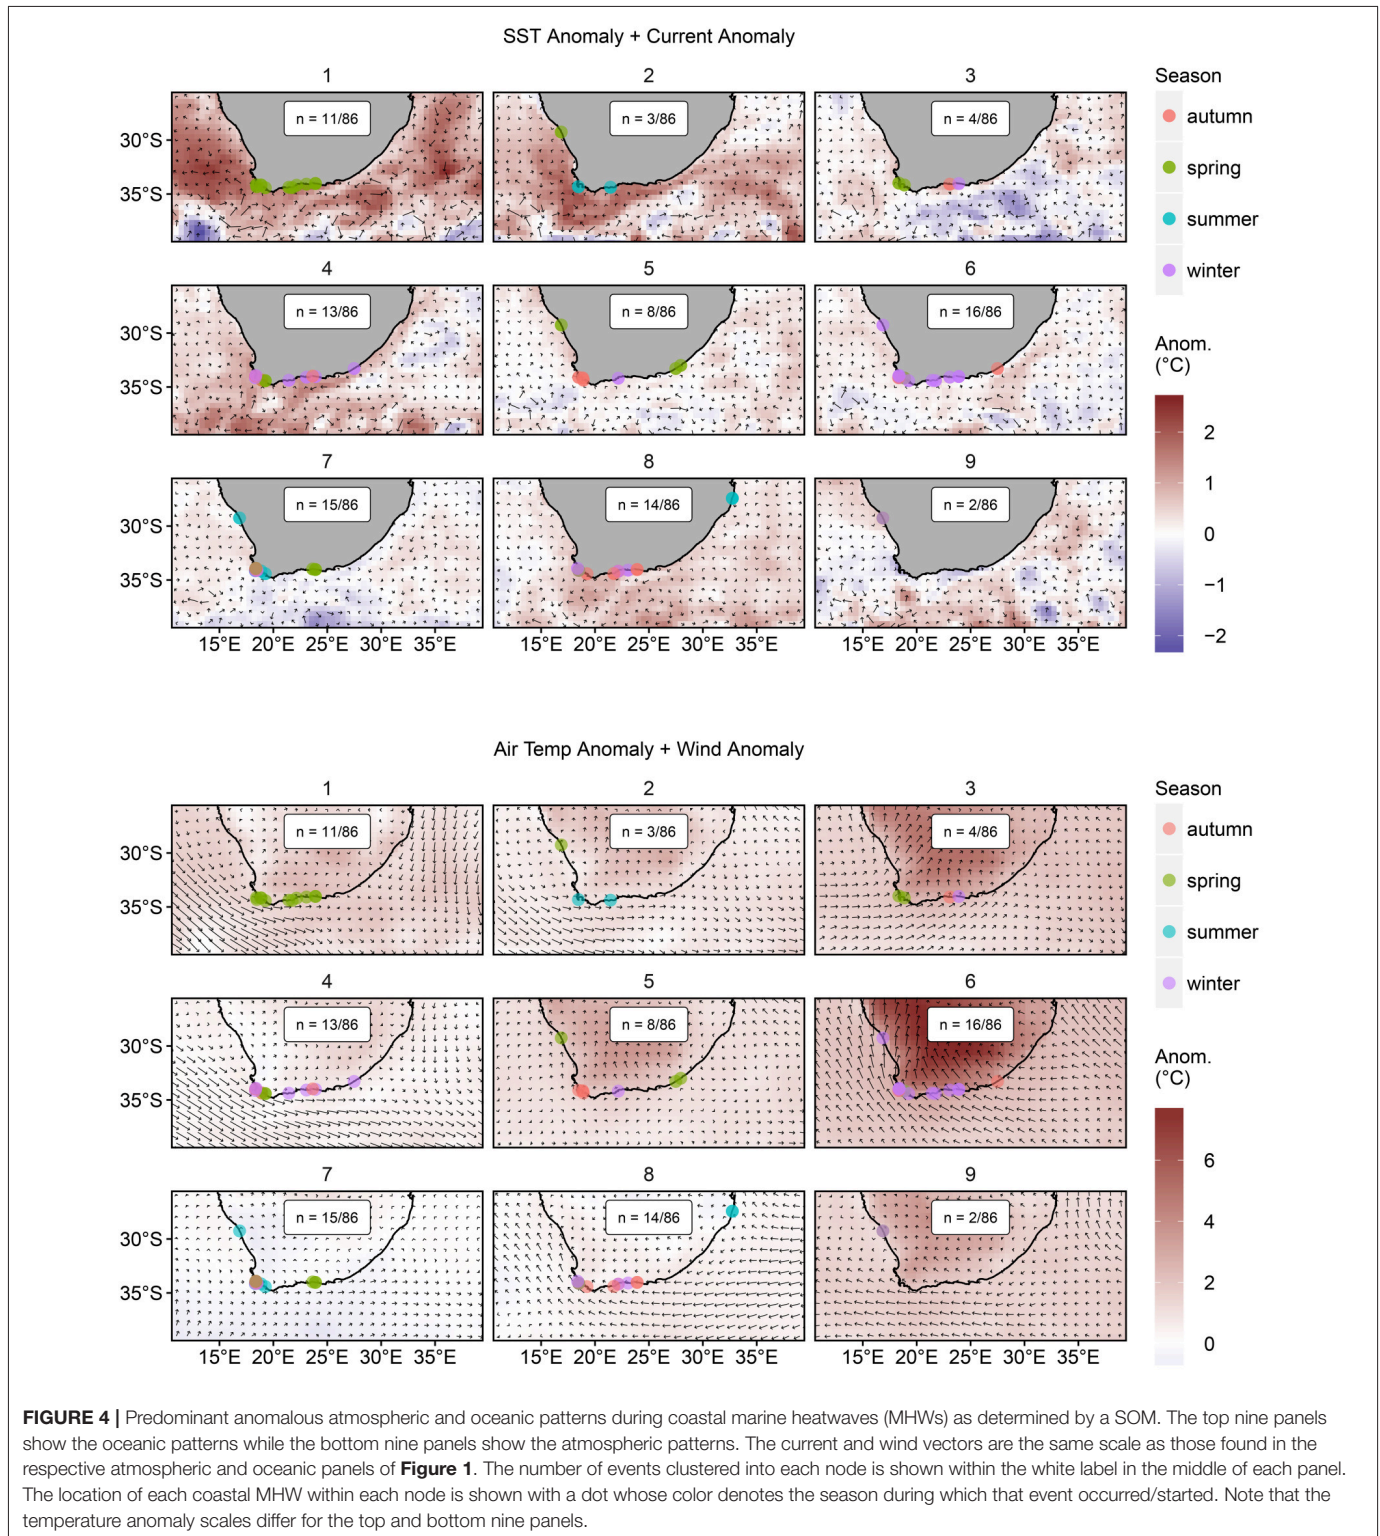 SST Anomaly + Current Anomaly
1
2
3
n = 11/86
n = 3/86
n = 4/86
30°S
35°S
4
5
6
n = 13/86
n = 8/86
n = 16/86
30°S
35°S
7
8
9
n = 15/86
n = 14/86
n = 2/86
30°S
35°S
15°E 20°E 25°E 30°E 35°E
15°E 20°E 25°E 30°E 35°E
15°E 20°E 25°E 30°E 35°E
Season
autumn
spring
summer
winter
Anom.
(°C)
2
1
0
−1
−2
Air Temp Anomaly + Wind Anomaly
1
2
3
n = 11/86
n = 3/86
n = 4/86
30°S
35°S
4
5
6
n = 13/86
n = 8/86
n = 16/86
30°S
35°S
7
8
9
n = 15/86
n = 14/86
n = 2/86
30°S
35°S
15°E 20°E 25°E 30°E 35°E
15°E 20°E 25°E 30°E 35°E
15°E 20°E 25°E 30°E 35°E
Season
autumn
spring
summer
winter
Anom.
(°C)
6
4
2
0
FIGURE 4 | Predominant anomalous atmospheric and oceanic patterns during coastal marine heatwaves (MHWs) as determined by a SOM. The top nine panels
show the oceanic patterns while the bottom nine panels show the atmospheric patterns. The current and wind vectors are the same scale as those found in the
respective atmospheric and oceanic panels of Figure 1. The number of events clustered into each node is shown within the white label in the middle of each panel.
The location of each coastal MHW within each node is shown with a dot whose color denotes the season during which that event occurred/started. Note that the
temperature anomaly scales differ for the top and bottom nine panels.